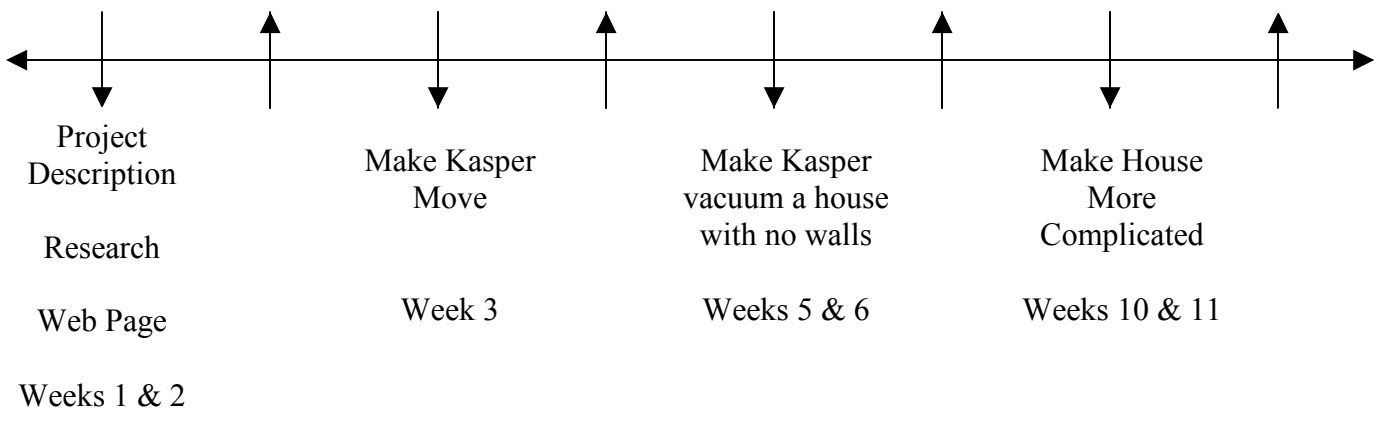 Project
Description
Research
Web Page
Weeks 1 & 2
Make Kasper
Move
Week 3
Make Kasper
vacuum a house
with no walls
Weeks 5 & 6
Make House
More
Complicated
Weeks 10 & 11